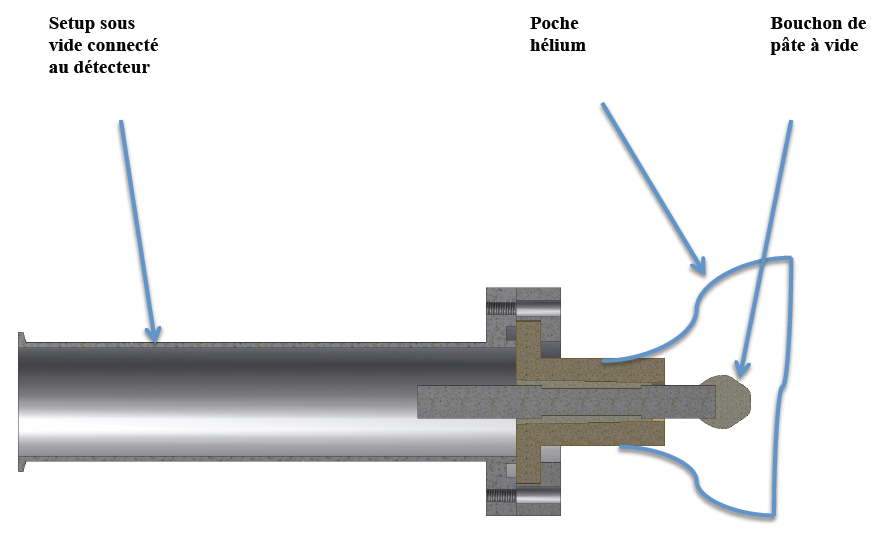 Setup sous
vide connecté
au détecteur
Poche
hélium
Bouchon de
pâte à vide